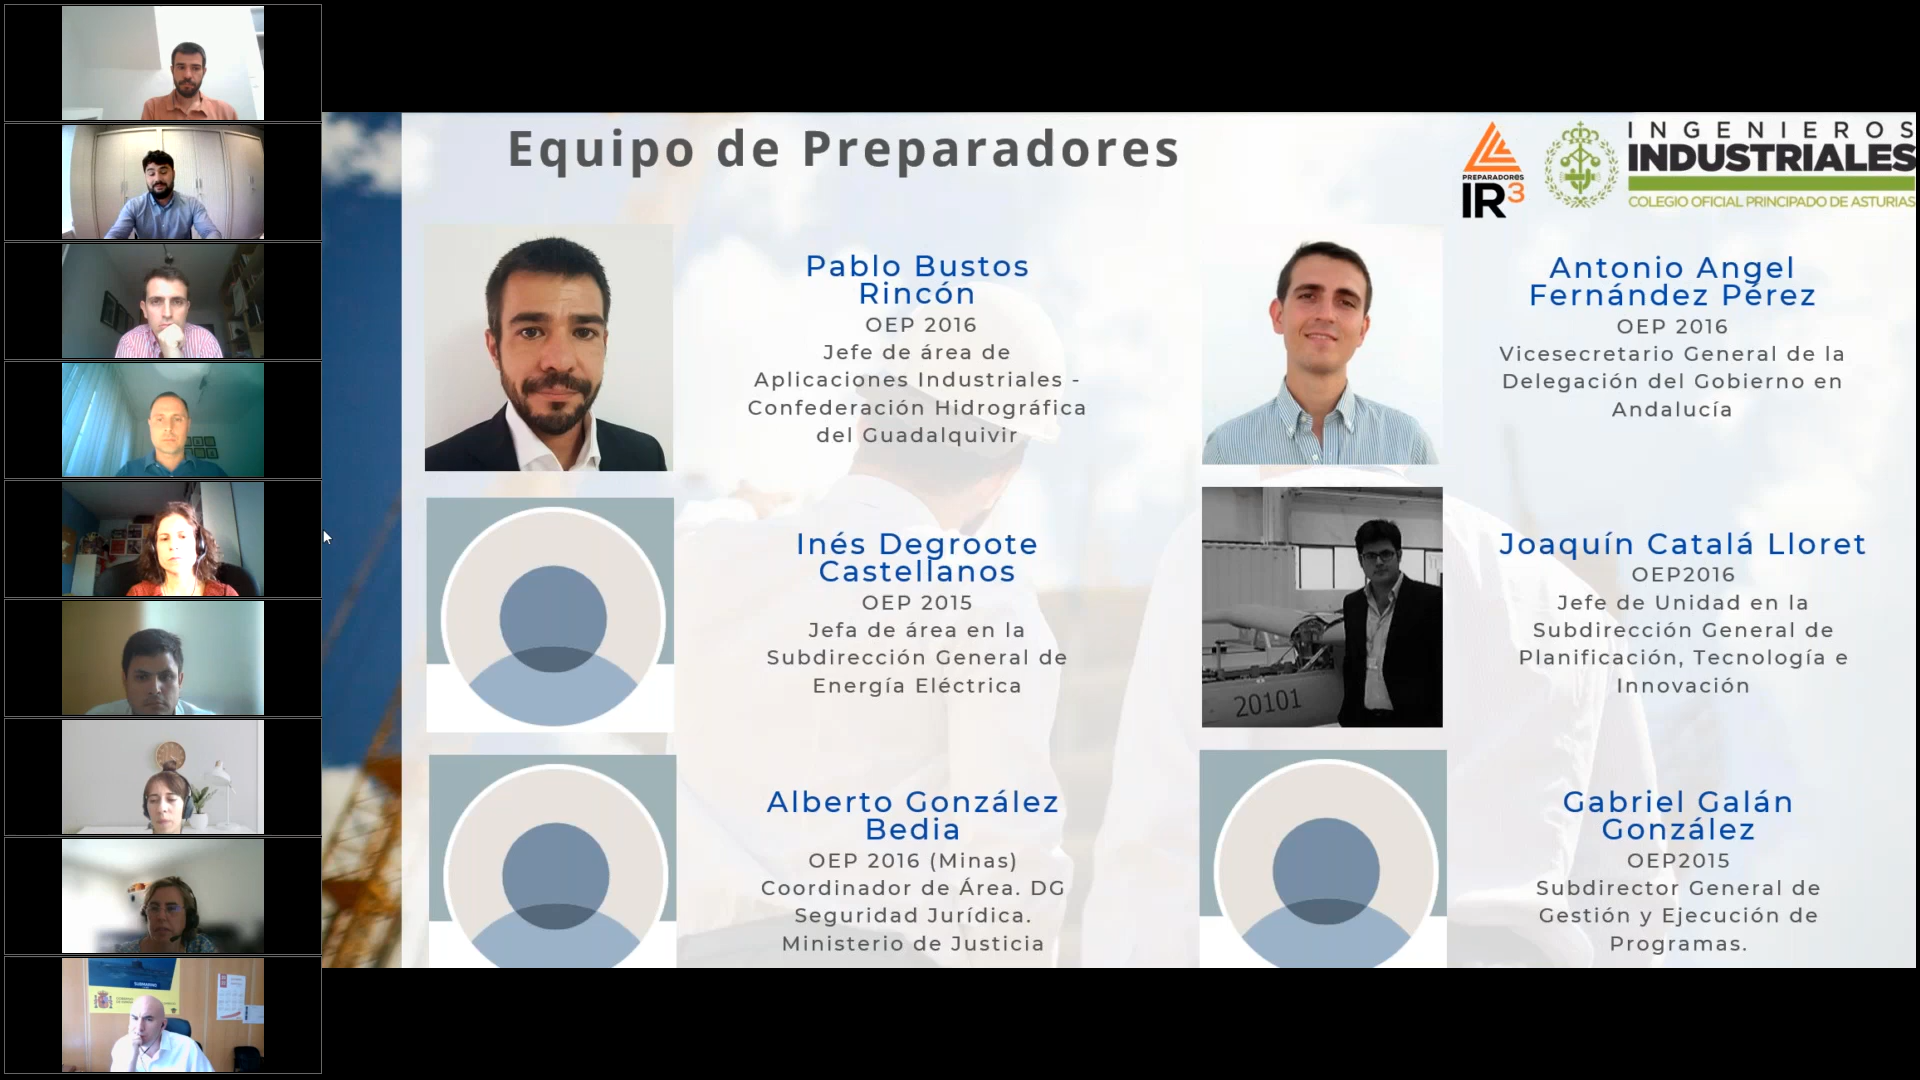 Equipo de Preparadores
PREPARADORES
IR3
INGENIEROS
INDUSTRIALES
COLEGIO OFICIAL PRINCIPADO DE ASTURIAS
Pablo Bustos
Rincón
OEP 2016
Jefe de área de
Aplicaciones Industriales -
Confederación Hidrográfica
del Guadalquivir
Antonio Angel
Fernández Pérez
OEP 2016
Vicesecretario General de la
Delegación del Gobierno en
Andalucía
Inés Degroote
Castellanos
OEP 2015
Jefa de área en la
Subdirección General de
Energía Eléctrica
20101
Joaquín Catalá Lloret
OEP2016
Jefe de Unidad en la
Subdirección General de
Planificación, Tecnología e
Innovación
Alberto González
Bedia
OEP 2016 (Minas)
Coordinador de Área. DG
Seguridad Jurídica.
Ministerio de Justicia
Gabriel Galán
González
OEP2015
Subdirector General de
Gestión y Ejecución de
Programas.